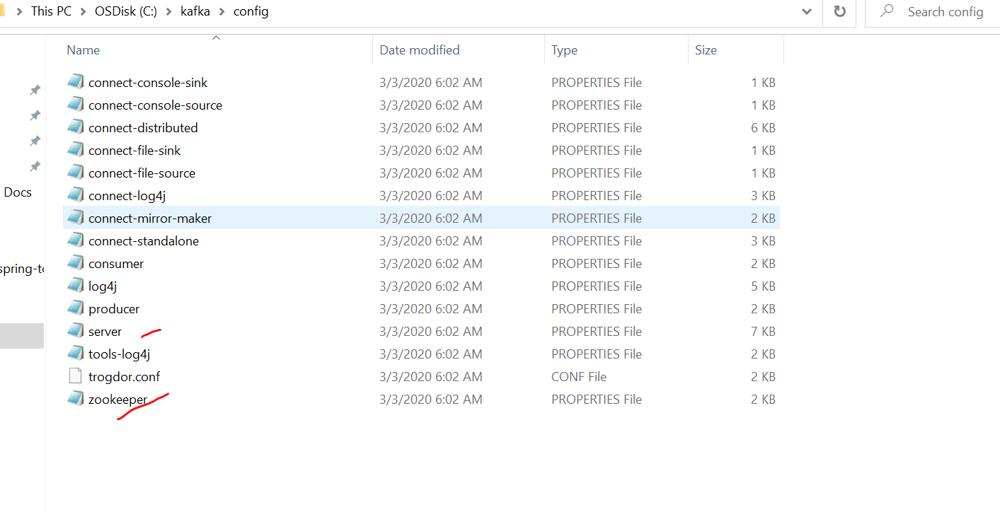 This PC > OSDisk (C:) > kafka > config Search config
Name Date modified Type Size
connect-console-sink 3/3/2020 6:02 AM PROPERTIES File 1 KB
connect-console-source 3/3/2020 6:02 AM PROPERTIES File 1 KB
connect-distributed 3/3/2020 6:02 AM PROPERTIES File 6 KB
connect-file-sink 3/3/2020 6:02 AM PROPERTIES File 1 KB
connect-file-source 3/3/2020 6:02 AM PROPERTIES File 1 KB
Docs
connect-log4j 3/3/2020 6:02 AM PROPERTIES File 3 KB
connect-mirror-maker 3/3/2020 6:02 AM PROPERTIES File 2 KB
connect-standalone 3/3/2020 6:02 AM PROPERTIES File 3 KB
consumer 3/3/2020 6:02 AM PROPERTIES File 2 KB
spring-to
log4j 3/3/2020 6:02 AM PROPERTIES File 5 KB
producer 3/3/2020 6:02 AM PROPERTIES File 2 KB
server 3/3/2020 6:02 AM PROPERTIES File 7 KB
tools-log4j 3/3/2020 6:02 AM PROPERTIES File 2 KB
trogdor.conf 3/3/2020 6:02 AM CONF File 2 KB
zookeeper 3/3/2020 6:02 AM PROPERTIES File 2 KB